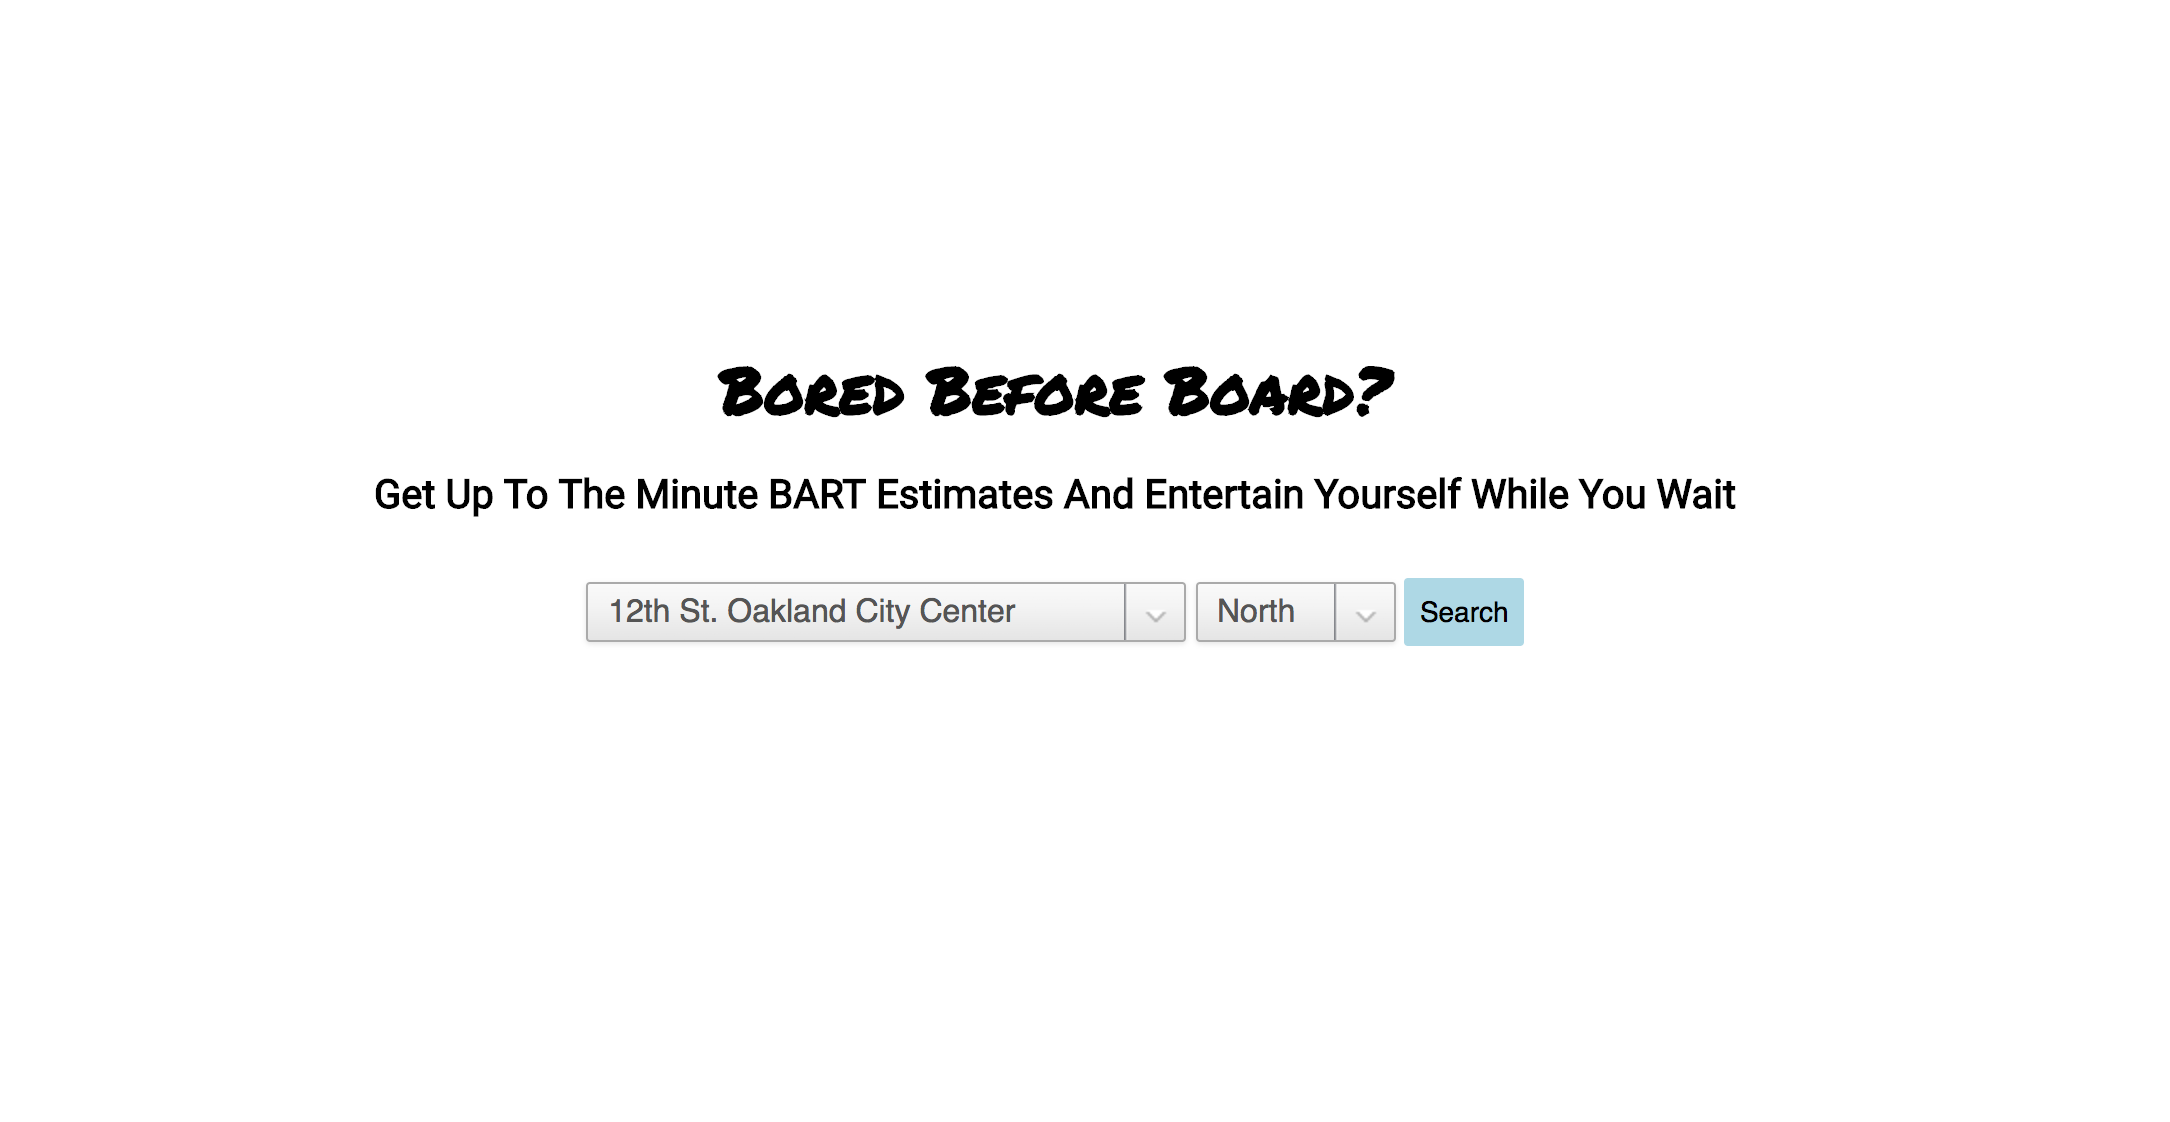 Bored Before Board?
Get Up To The Minute BART Estimates And Entertain Yourself While You Wait
12th St. Oakland City Center North Search